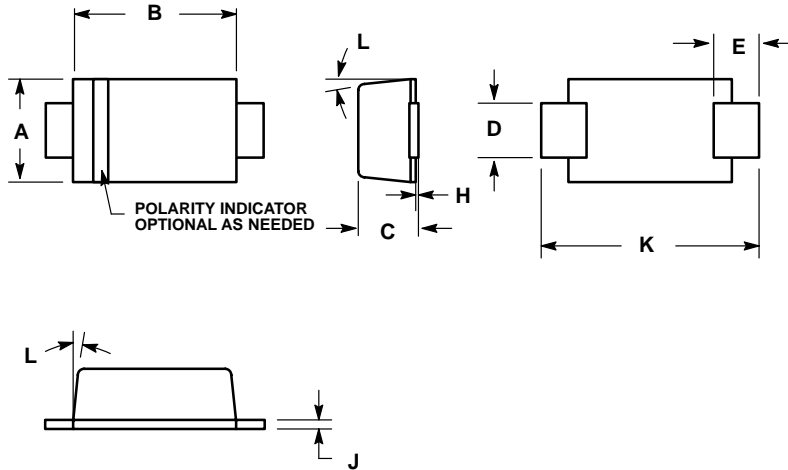 B
L
E
A
D
POLARITY INDICATOR
OPTIONAL AS NEEDED
H
C
K
L
J